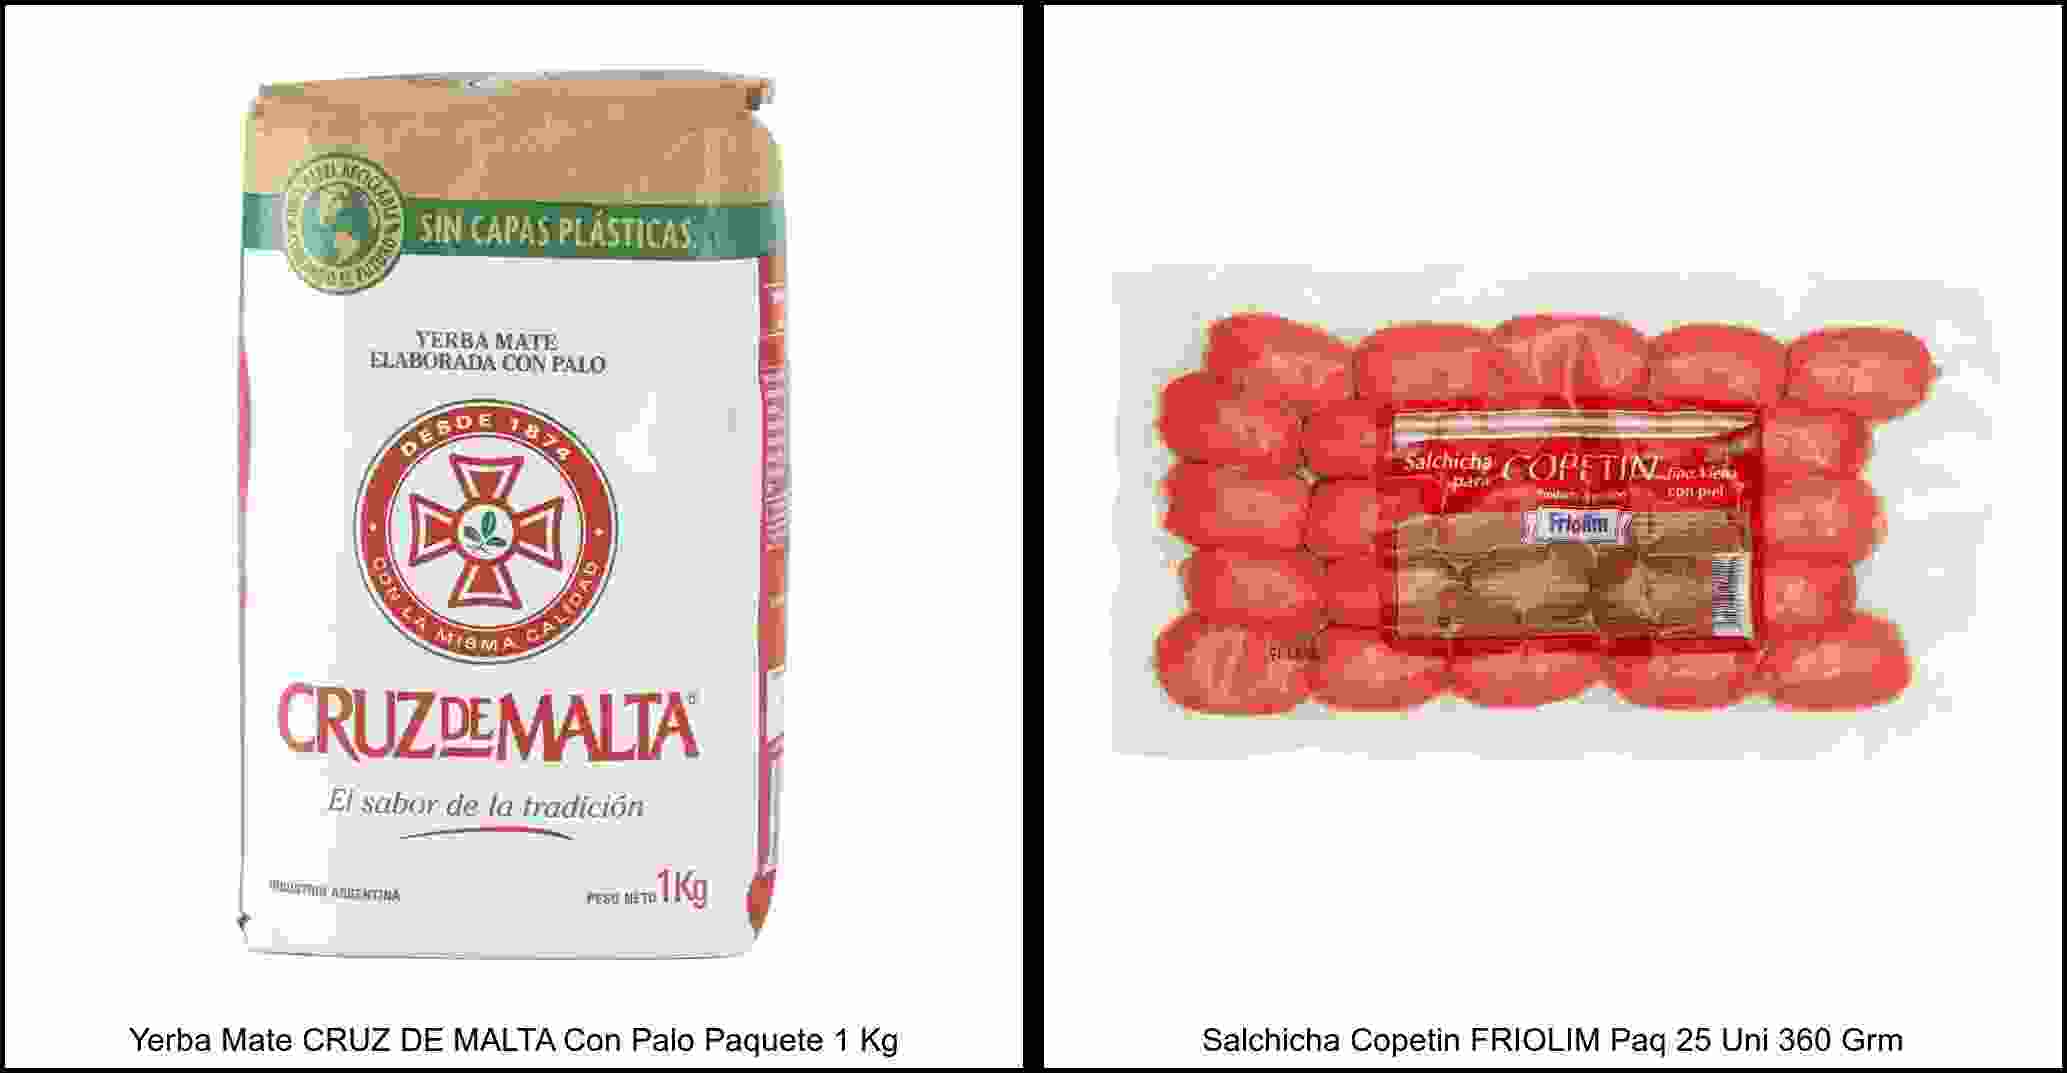 SIN CAPAS PLÁSTICAS
YERBA MATE
ELABORADA CON PALO
DESDE 1874
CON LA MISMA CALIDAD
CRUZ DE MALTA
El sabor de la tradición
INDUSTRIA ARGENTINA
PESO NETO 1Kg
Yerba Mate CRUZ DE MALTA Con Palo Paquete 1 Kg
Salchicha para COPETIN tipo Viena con piel
Friolim
Salchicha Copetin FRIOLIM Paq 25 Uni 360 Grm